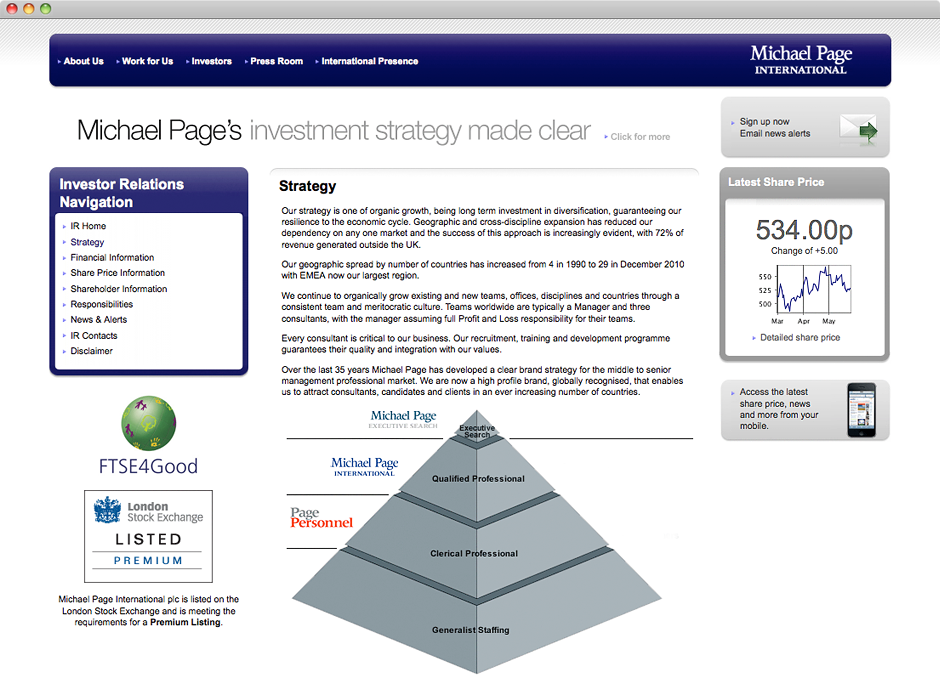 About Us
Work for Us
Investors
Press Room
International Presence
Michael Page
INTERNATIONAL
Michael Page's investment strategy made clear
Click for more
Sign up now
Email news alerts
Investor Relations
Navigation
IR Home
Strategy
Financial Information
Share Price Information
Shareholder Information
Responsibilities
News & Alerts
IR Contacts
Disclaimer
FTSE4Good
London
Stock Exchange
LISTED
PREMIUM
Michael Page International plc is listed on the
London Stock Exchange and is meeting the
requirements for a Premium Listing.
Strategy
Our strategy is one of organic growth, being long term investment in diversification, guaranteeing our
resilience to the economic cycle. Geographic and cross-discipline expansion has reduced our
dependency on any one market and the success of this approach is increasingly evident, with 72% of
revenue generated outside the UK.
Our geographic spread by number of countries has increased from 4 in 1990 to 29 in December 2010
with EMEA now our largest region.
We continue to organically grow existing and new teams, offices, disciplines and countries through a
consistent team and meritocratic culture. Teams worldwide are typically a Manager and three
consultants, with the manager assuming full Profit and Loss responsibility for their teams.
Every consultant is critical to our business. Our recruitment, training and development programme
guarantees their quality and integration with our values.
Over the last 35 years Michael Page has developed a clear brand strategy for the middle to senior
management professional market. We are now a high profile brand, globally recognised, that enables
us to attract consultants, candidates and clients in an ever increasing number of countries.
Michael Page
EXECUTIVE SEARCH
Executive
Search
Michael Page
INTERNATIONAL
Qualified Professional
Page
Personnel
Clerical Professional
Generalist Staffing
Latest Share Price
534.00p
Change of +5.00
550
525
500
Mar Apr May
Detailed share price
Access the latest
share price, news
and more from your
mobile.